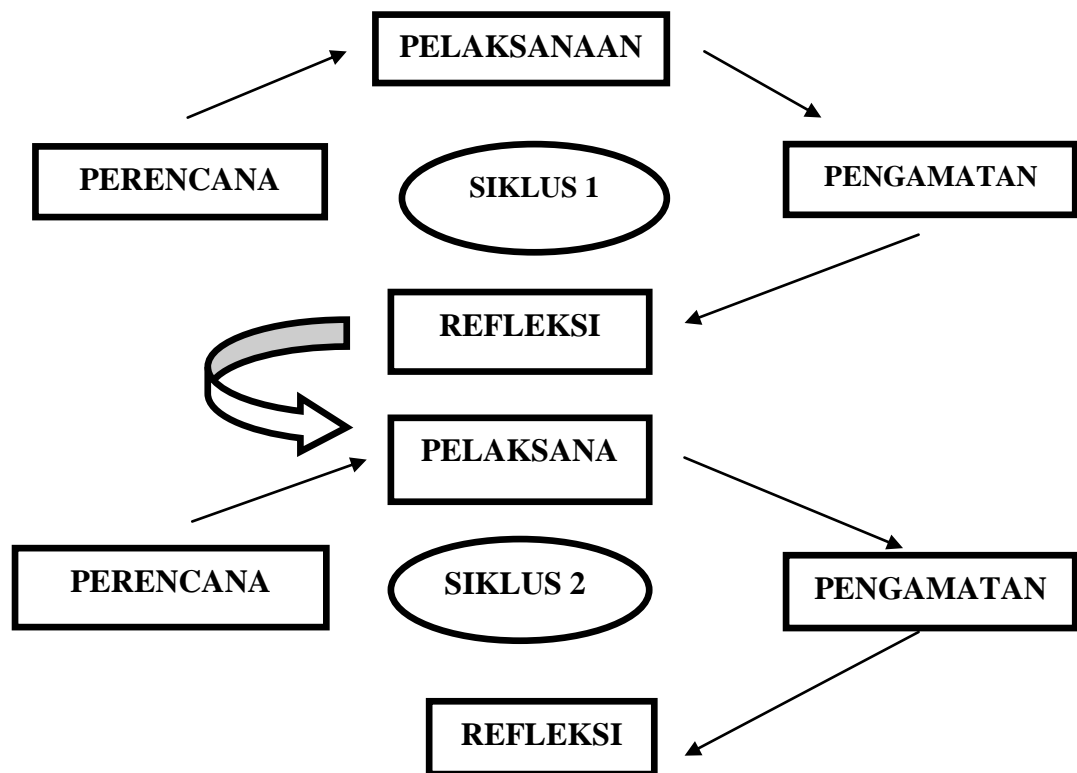 PELAKSANAAN
PERENCANA
SIKLUS 1
PENGAMATAN
REFLEKSI
PELAKSANA
PERENCANA
SIKLUS 2
PENGAMATAN
REFLEKSI